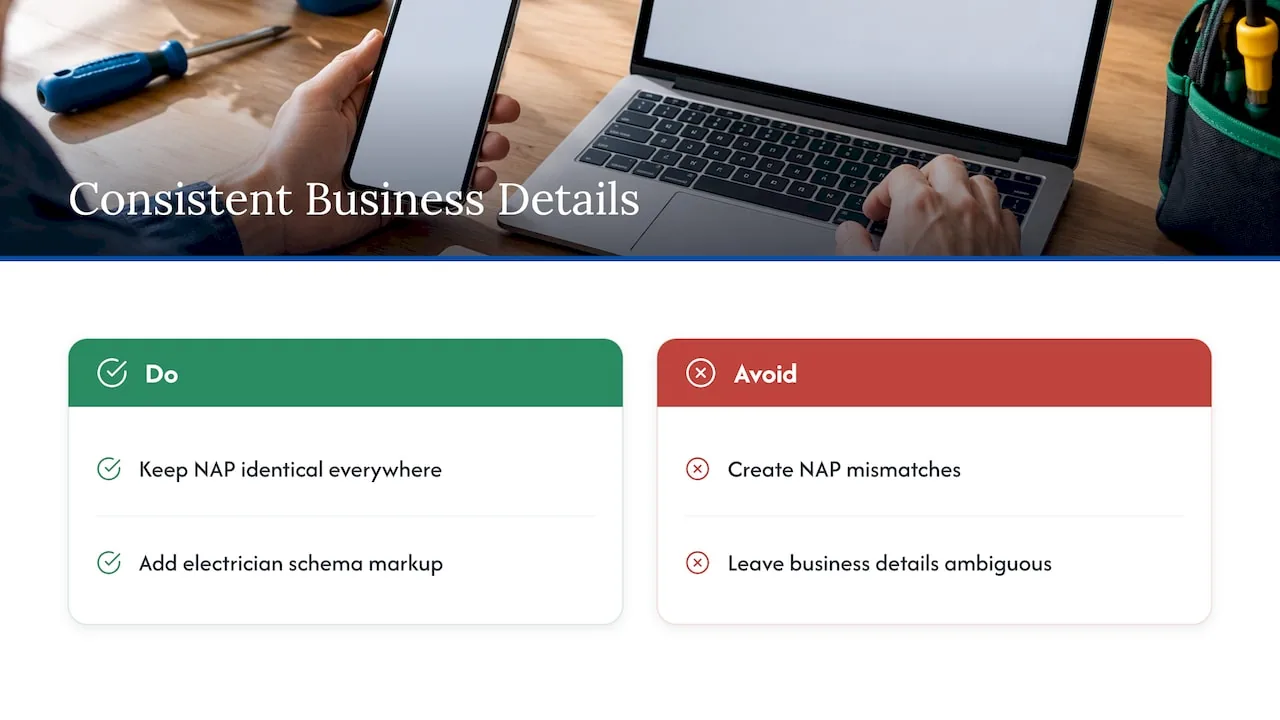 Consistent Business Details
Do
Keep NAP identical everywhere
Add electrician schema markup
Avoid
Create NAP mismatches
Leave business details ambiguous